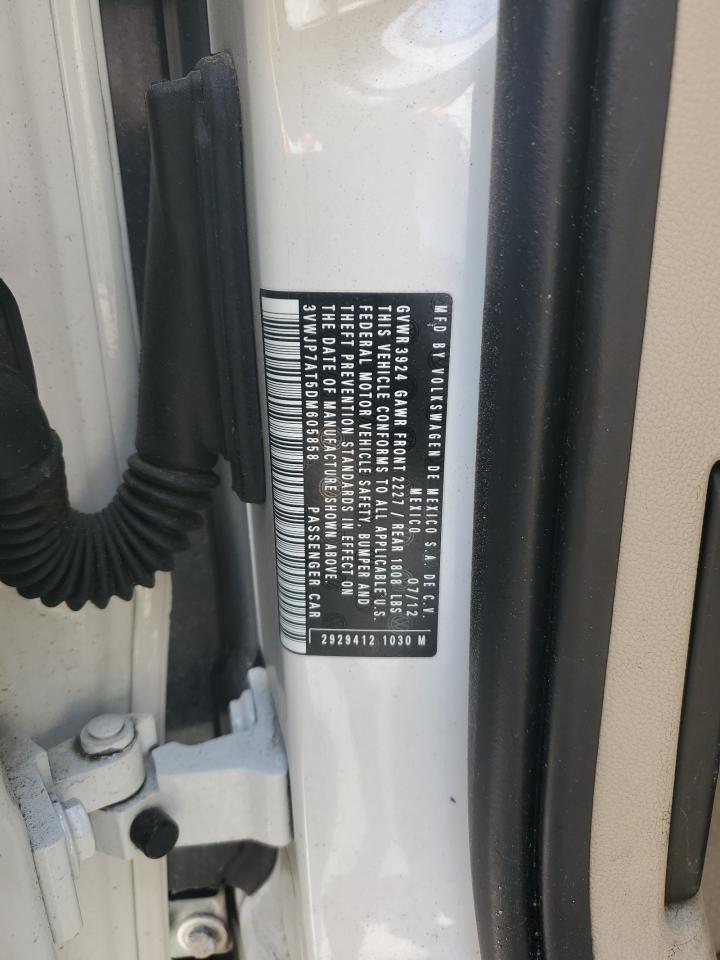 MFD BY VOLKSWAGEN DE MEXICO S.A. DE C.V.
MEXICO 07/12
GVWR 3924 GAWR FRONT 2227 / REAR 1808 LBS
THIS VEHICLE CONFORMS TO ALL APPLICABLE U.S.
FEDERAL MOTOR VEHICLE SAFETY, BUMPER AND
THEFT PREVENTION STANDARDS IN EFFECT ON
THE DATE OF MANUFACTURE SHOWN ABOVE.
3VWJP7AT5DM605858 PASSENGER CAR
2929412 1030 M